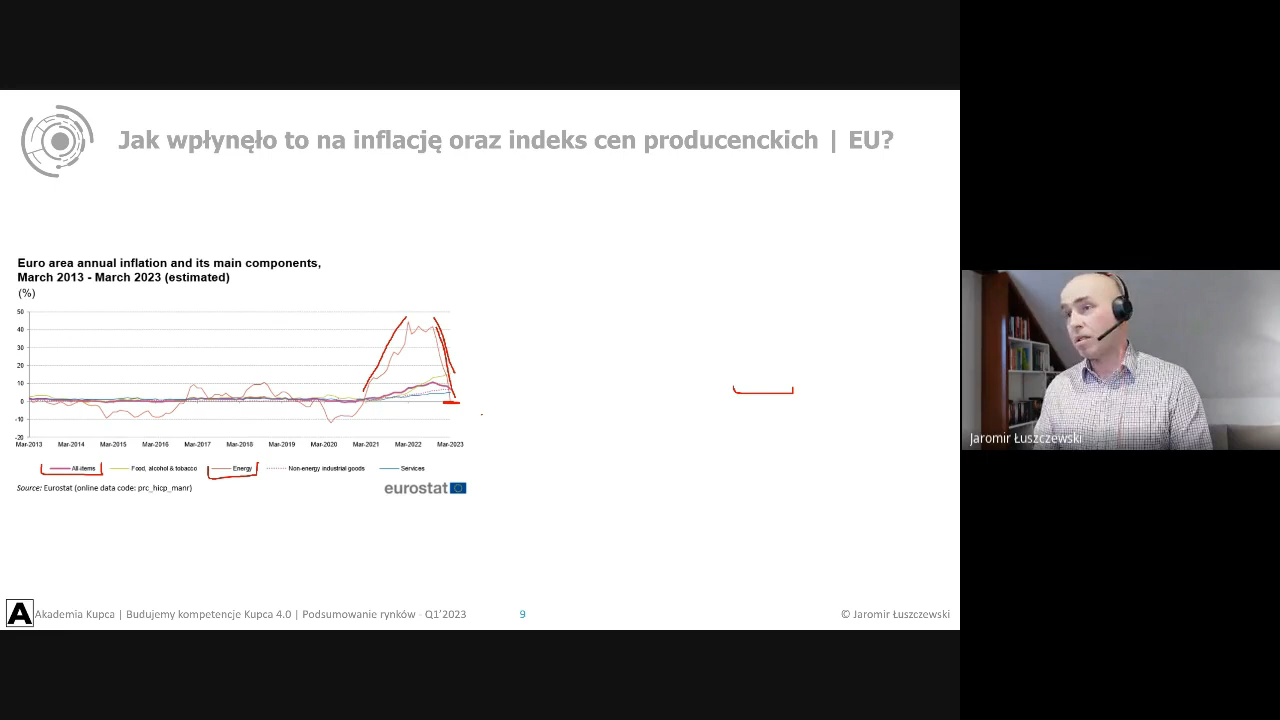 Jak wpłynęło to na inflację oraz indeks cen producenckich | EU?
Euro area annual inflation and its main components,
March 2013 - March 2023 (estimated)
(%)
50
40
30
20
10
0
-10
-20
Mar-2013 Mar-2014 Mar-2015 Mar-2016 Mar-2017 Mar-2018 Mar-2019 Mar-2020 Mar-2021 Mar-2022 Mar-2023
All-items Food, alcohol & tobacco Energy Non-energy industrial goods Services
Source: Eurostat (online data code: prc_hicp_manr)
eurostat
Jaromir Łuszczewski
A Akademia Kupca | Budujemy kompetencje Kupca 4.0 | Podsumowanie rynków - Q1'2023 9 © Jaromir Łuszczewski